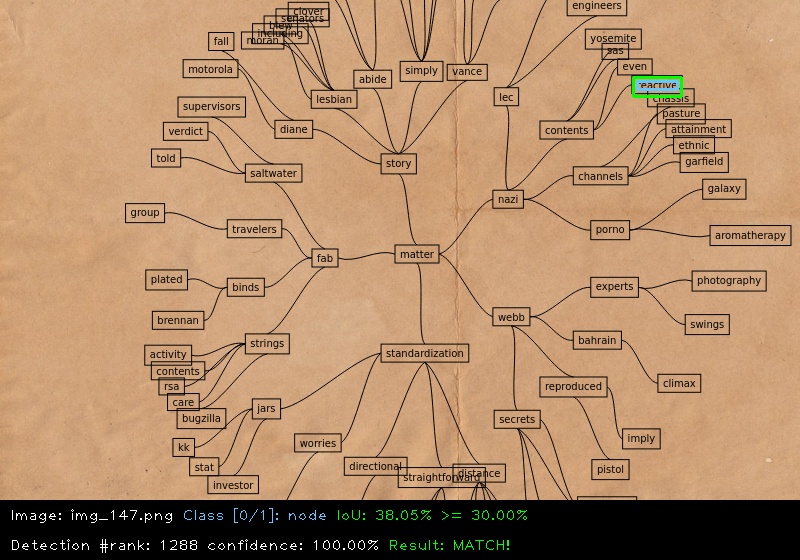 engineers
clover
senators
blew
including
moran
fall
yosemite
sas
even
motorola
abide
simply
vance
reactive
lesbian
lec
chassis
supervisors
pasture
verdict
diane
contents
attainment
ethnic
told
story
garfield
saltwater
channels
galaxy
nazi
group
travelers
porno
aromatherapy
matter
fab
plated
binds
experts
photography
brennan
webb
swings
strings
bahrain
activity
standardization
contents
rsa
reproduced
climax
care
jars
bugzilla
secrets
kk
worries
imply
stat
directional
distance
pistol
straightforward
investor
Image: img_147.png Class [0/1]: node IoU: 38.05% >= 30.00%
Detection #rank: 1288 confidence: 100.00% Result: MATCH!